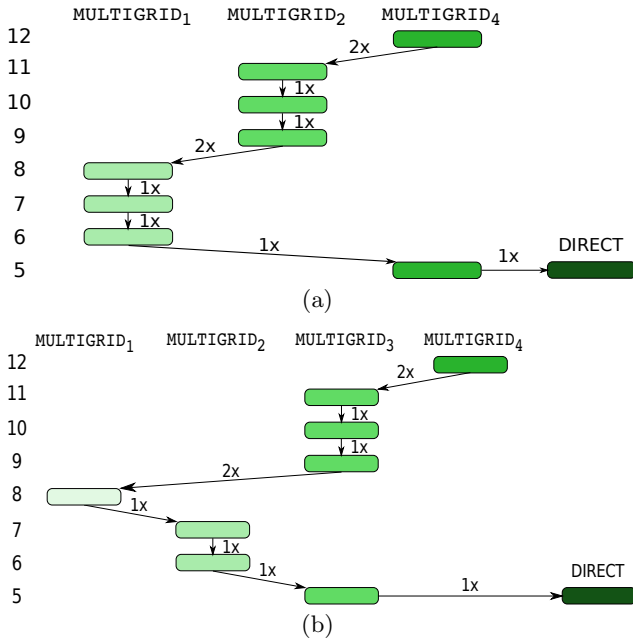 MULTIGRID1 MULTIGRID2 MULTIGRID4
12
2x
11
1x
10
1x
9
2x
8
1x
7
1x
6
1x DIRECT
5 1x
(a)
MULTIGRID1 MULTIGRID2 MULTIGRID3 MULTIGRID4
12
2x
11
1x
10
1x
9
2x
8
1x
7
1x
6
1x 1x DIRECT
5
(b)